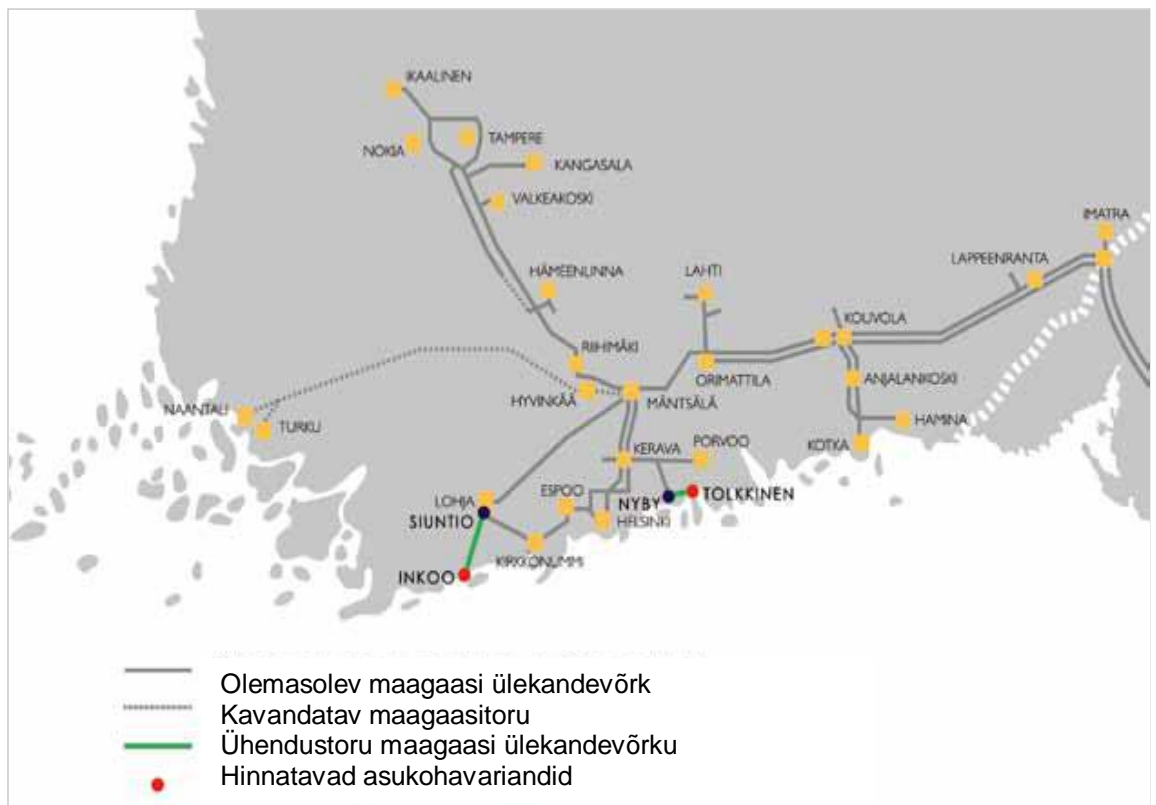 IKAALINEN
TAMPERE
NOKIA
KANGASALA
VALKEAKOSKI
IMATRA
LAPPEENRANTA
HÄMEENLINNA
LAHTI
KOUVOLA
RIIHIMÄKI
ORIMATTILA
ANJALANKOSKI
HYVINKÄÄ
MÄNTSÄLÄ
NAANTALI
TURKU
HAMINA
KOTKA
KERAVA
PORVOO
LOHJA
ESPOO
NYBY
TOLKKINEN
SIUNTIO
HELSINKI
KIRKKONUMMI
INKOO
Olemasolev maagaasi ülekandevõrk
Kavandatav maagaasitoru
Ühendustoru maagaasi ülekandevõrku
Hinnatavad asukohavariandid